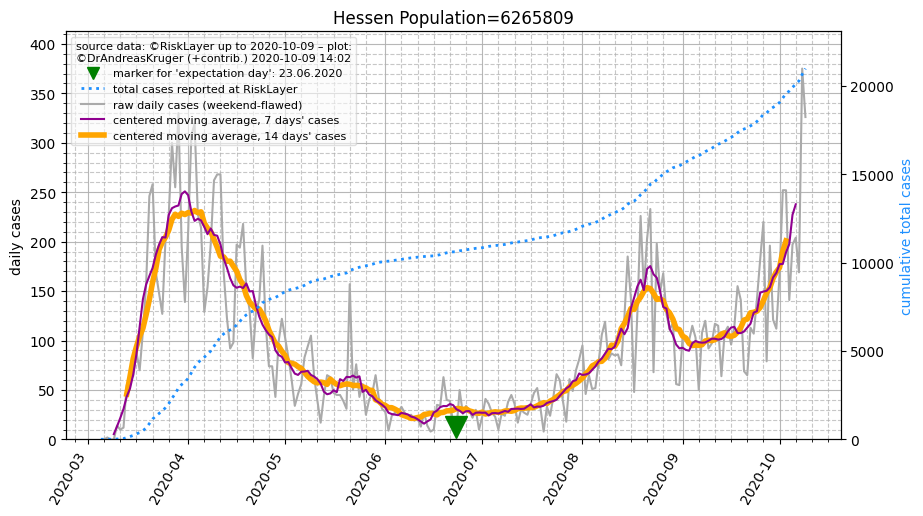 Hessen Population=6265809
source data: ©RiskLayer up to 2020-10-09 – plot:
©DrAndreasKruger (+contrib.) 2020-10-09 14:02
marker for 'expectation day': 23.06.2020
total cases reported at RiskLayer
raw daily cases (weekend-flawed)
centered moving average, 7 days' cases
centered moving average, 14 days' cases
daily cases
400
350
300
250
200
150
100
50
0
cumulative total cases
20000
15000
10000
5000
0
2020-03
2020-04
2020-05
2020-06
2020-07
2020-08
2020-09
2020-10